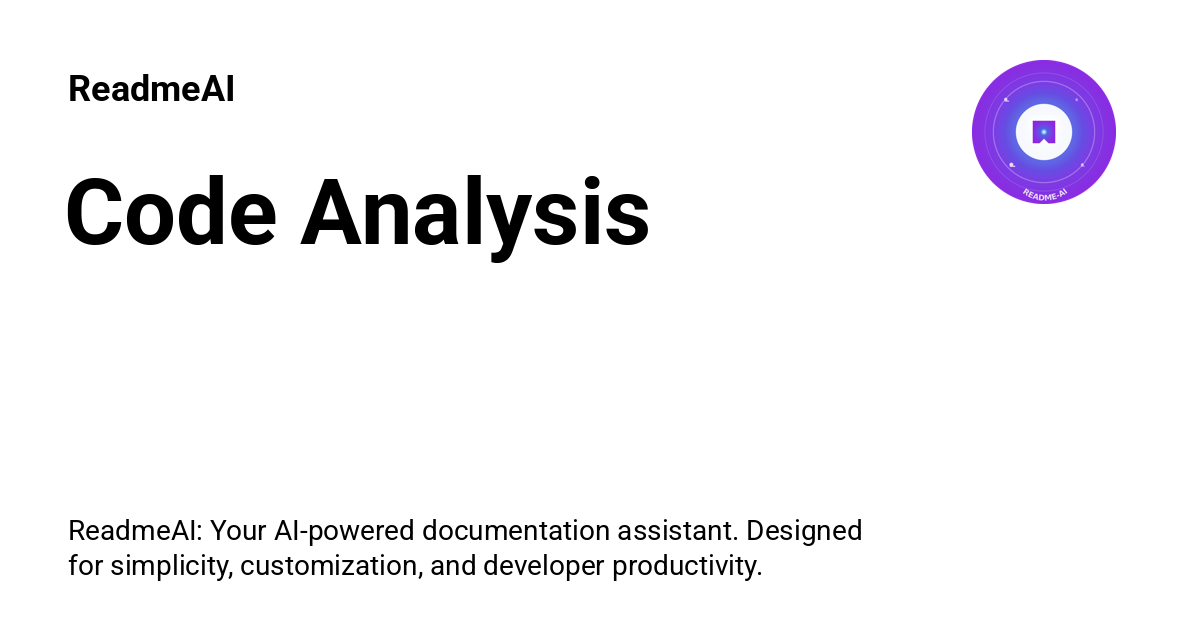 ReadmeAI
README-AI
Code Analysis
ReadmeAI: Your AI-powered documentation assistant. Designed
for simplicity, customization, and developer productivity.